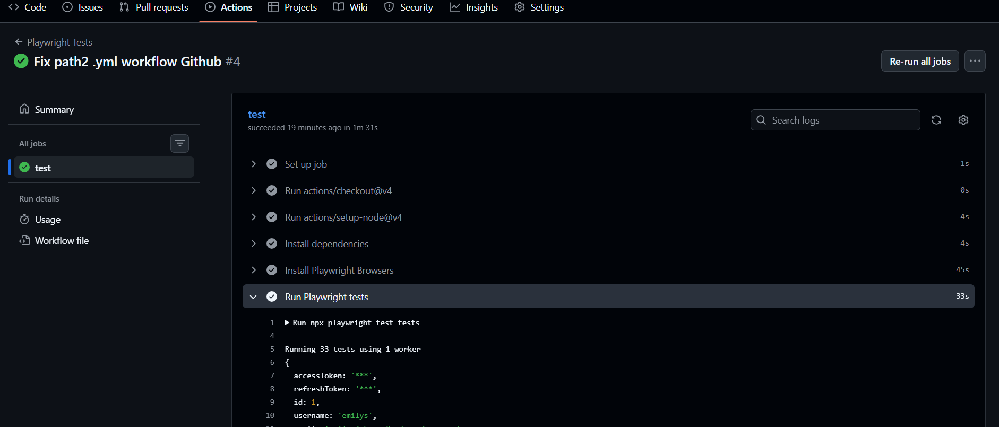 Code Issues Pull requests Actions Projects Wiki Security Insights Settings
Playwright Tests
Fix path2 .yml workflow Github #4
Re-run all jobs
Summary
All jobs
test
Run details
Usage
Workflow file
test
succeeded 19 minutes ago in 1m 31s
Search logs
Set up job 1s
Run actions/checkout@v4 0s
Run actions/setup-node@v4 4s
Install dependencies 4s
Install Playwright Browsers 45s
Run Playwright tests 33s
1 Run npx playwright test tests
4
5 Running 33 tests using 1 worker
6 {
7 accessToken: '***',
8 refreshToken: '***',
9 id: 1,
10 username: 'emilys',